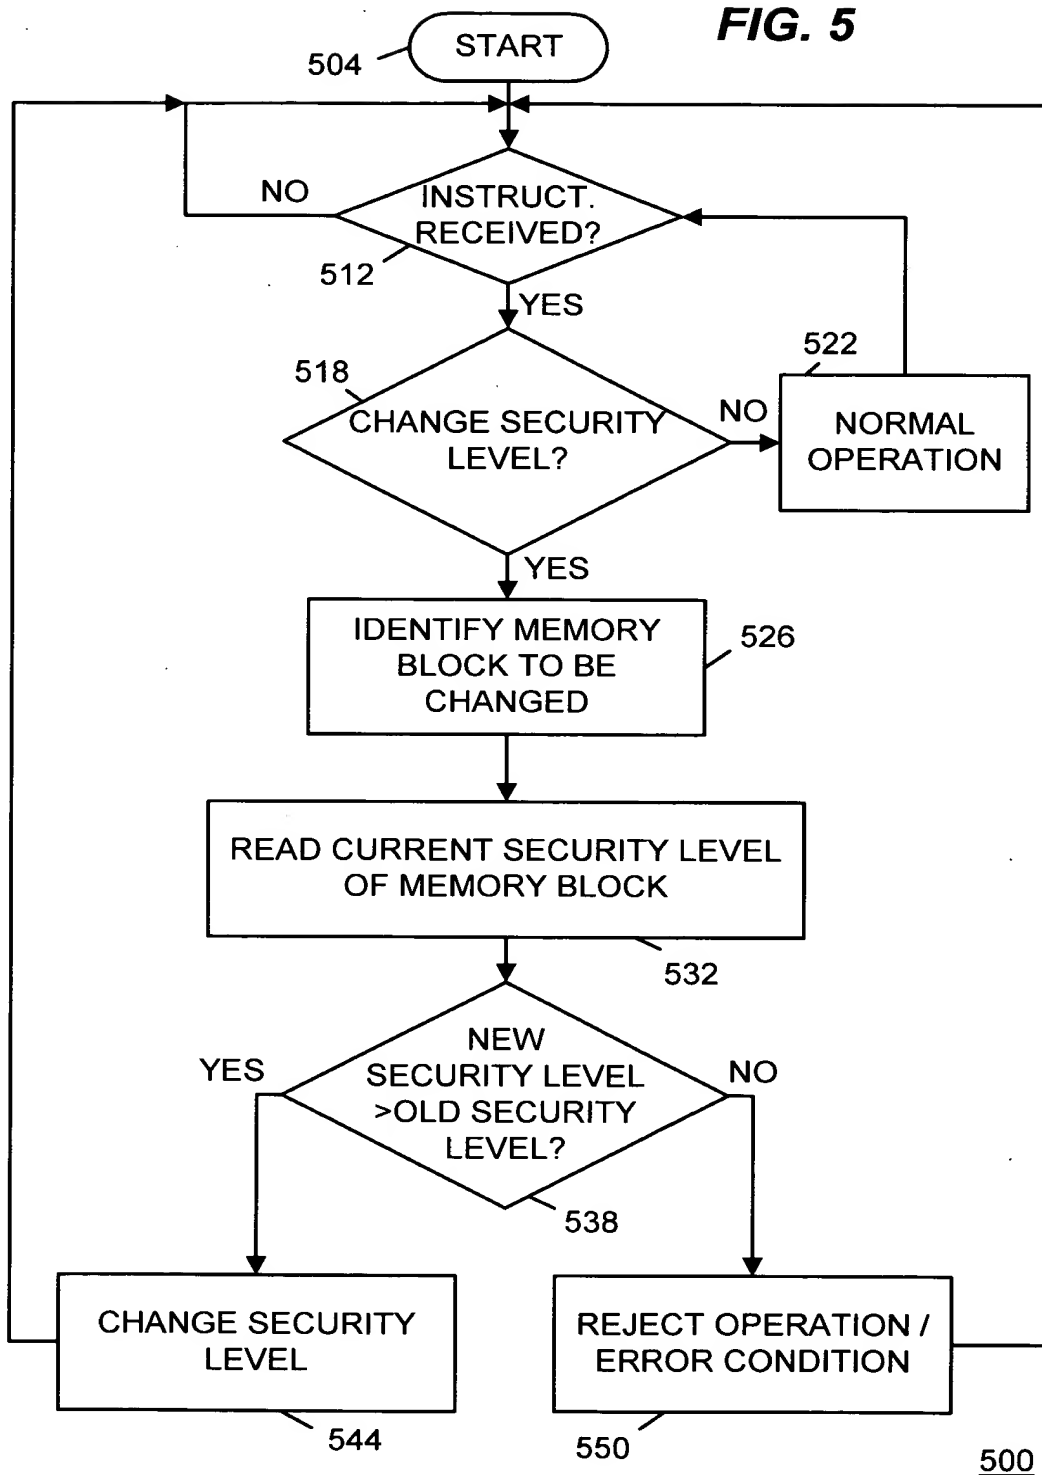 FIG. 5
START
504
NO
INSTRUCT.
RECEIVED?
512
YES
522
518
CHANGE SECURITY
LEVEL?
NO
NORMAL
OPERATION
YES
IDENTIFY MEMORY
BLOCK TO BE
CHANGED
526
READ CURRENT SECURITY LEVEL
OF MEMORY BLOCK
532
YES
NEW
SECURITY LEVEL
>OLD SECURITY
LEVEL?
NO
538
CHANGE SECURITY
LEVEL
REJECT OPERATION /
ERROR CONDITION
544
550
500